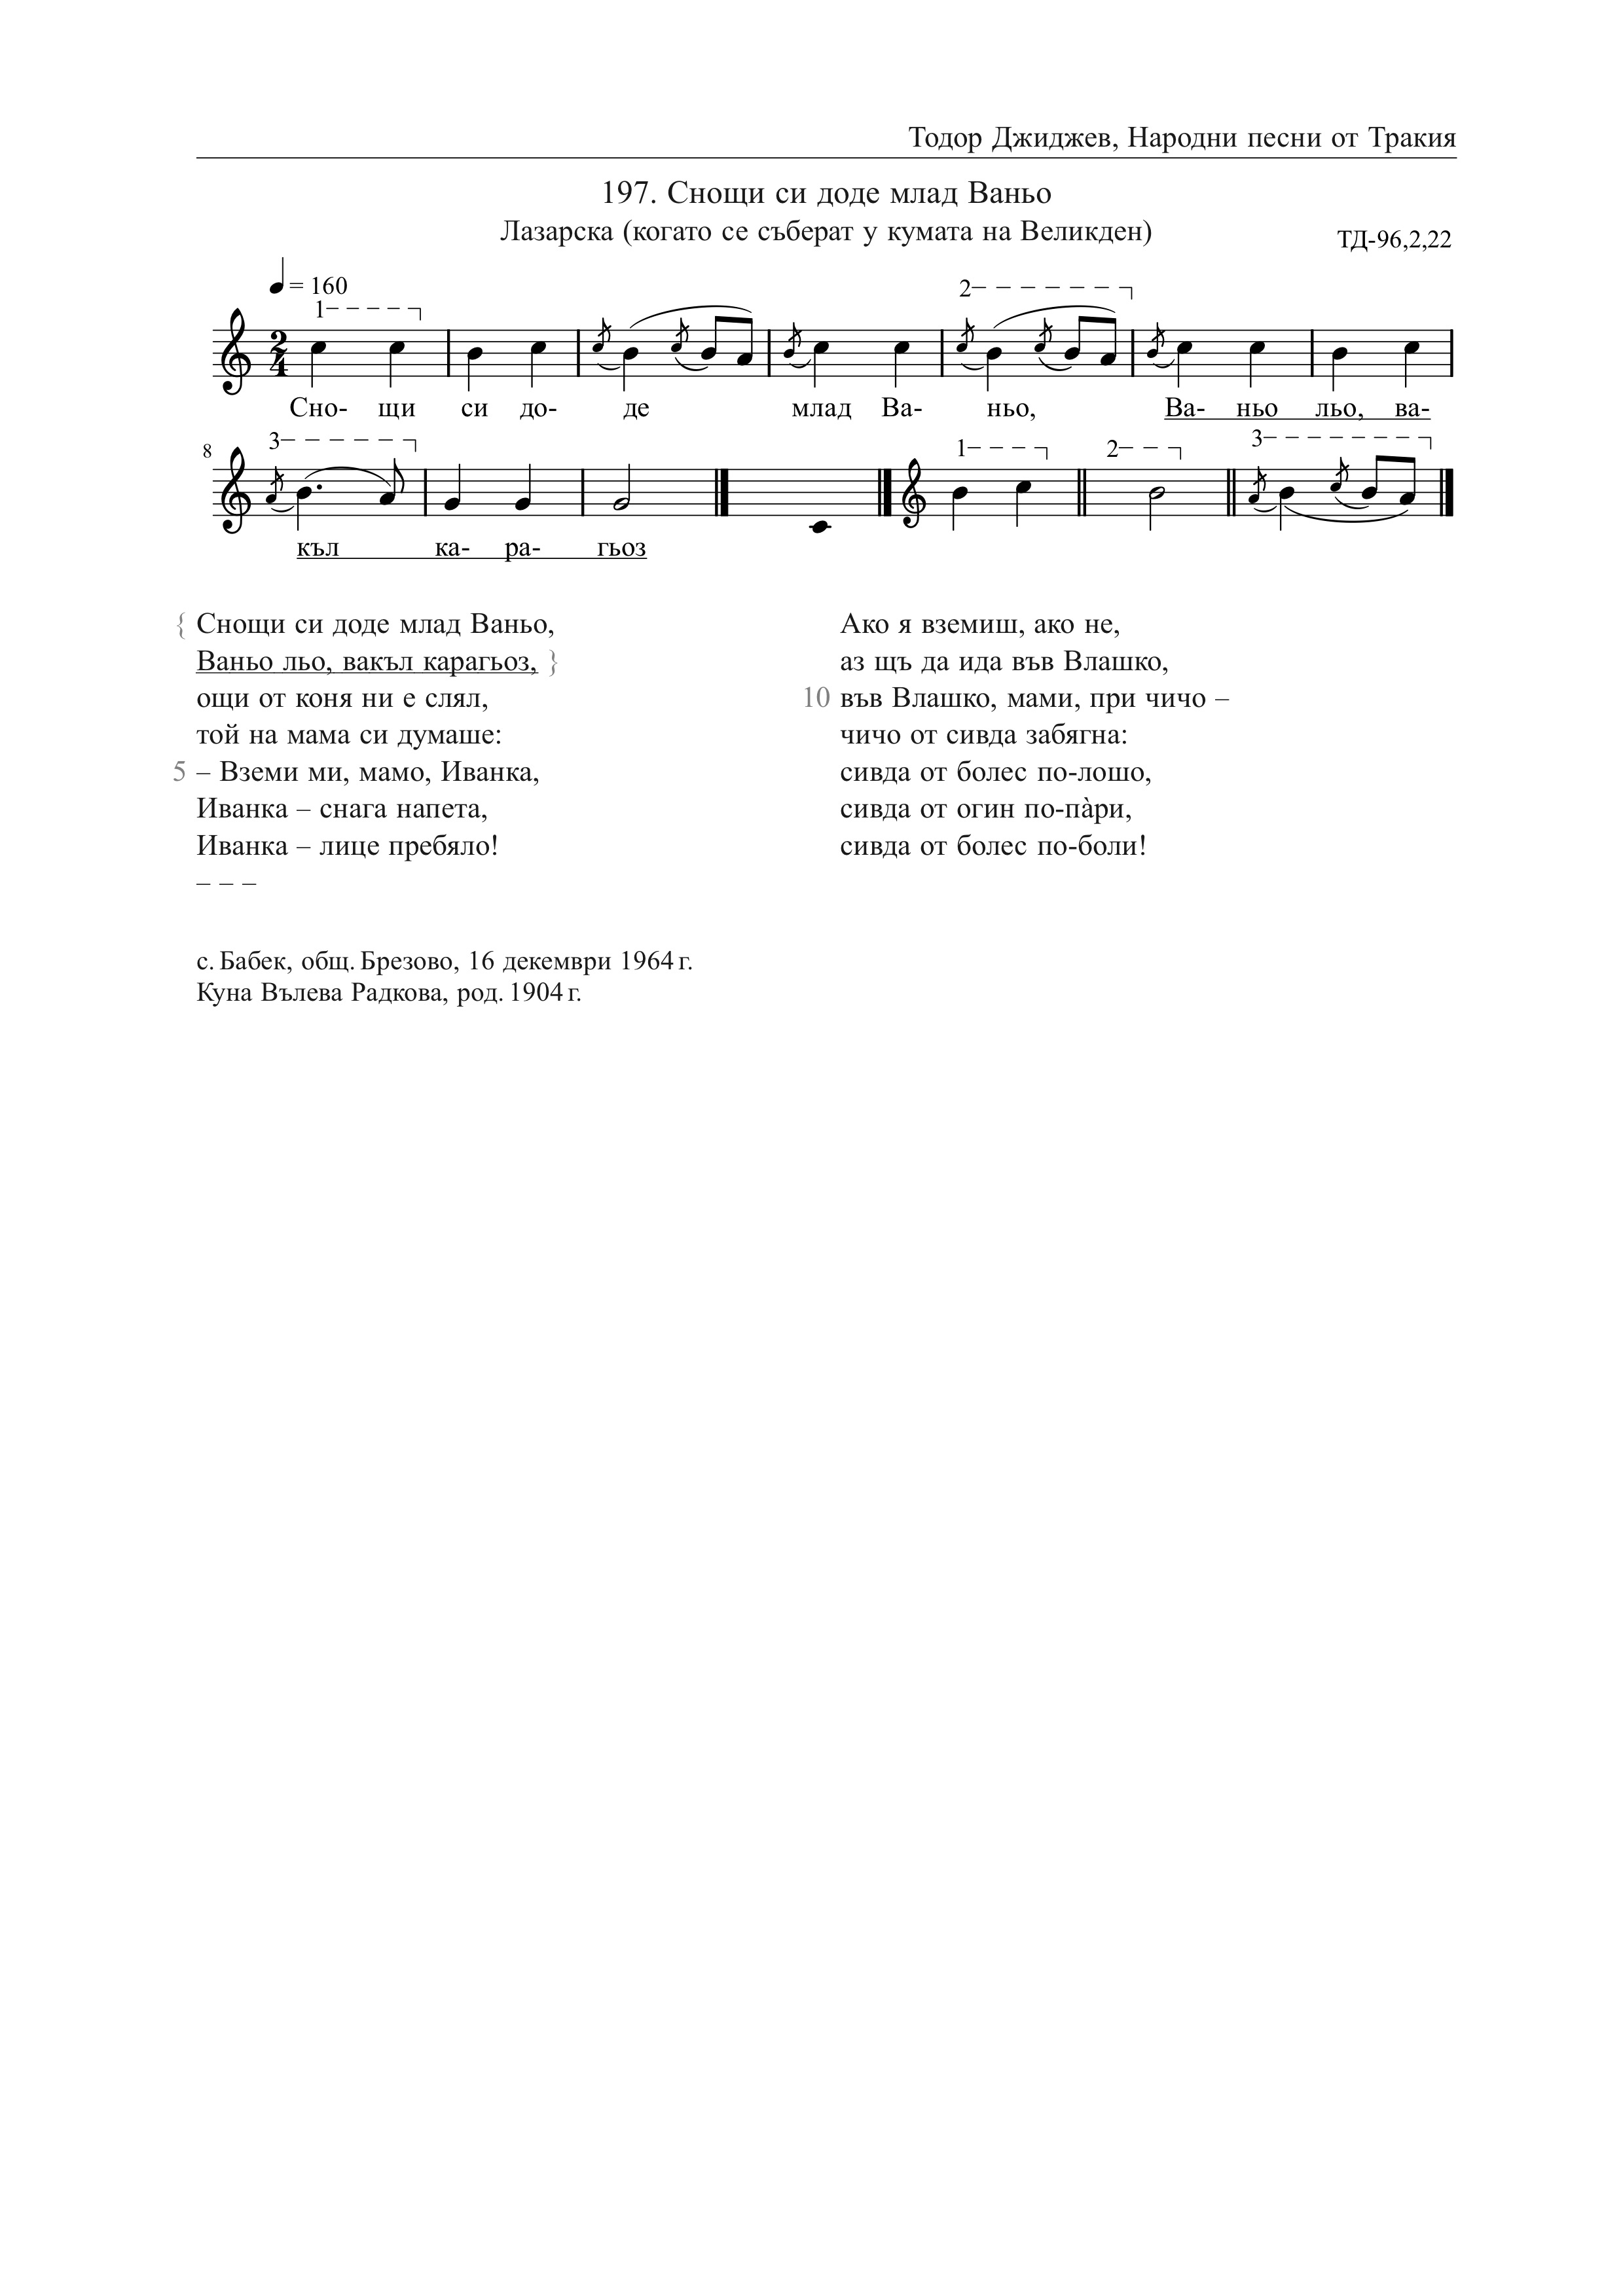 Тодор Джиджев, Народни песни от Тракия
197. Снощи си доде млад Ваньо
Лазарска (когато се съберат у кумата на Великден)
ТД-96,2,22
= 160
1
2
2
4
Сно- щи си до- де млад Ва- ньо, Ва- ньо льо, ва-
8
3
1
2
3
къл ка- ра- гьоз
{ Снощи си доде млад Ваньо,
Ваньо льо, вакъл карагьоз, }
ощи от коня ни е слял,
той на мама си думаше:
5 – Вземи ми, мамо, Иванка,
Иванка – снага напета,
Иванка – лице пребяло!
– – –
Ако я вземиш, ако не,
аз щъ да ида във Влашко,
10 във Влашко, мами, при чичо –
чичо от сивда забягна:
сивда от болес по-лошо,
сивда от огин по-па̀ри,
сивда от болес по-боли!
с. Бабек, общ. Брезово, 16 декември 1964 г.
Куна Вълева Радкова, род. 1904 г.